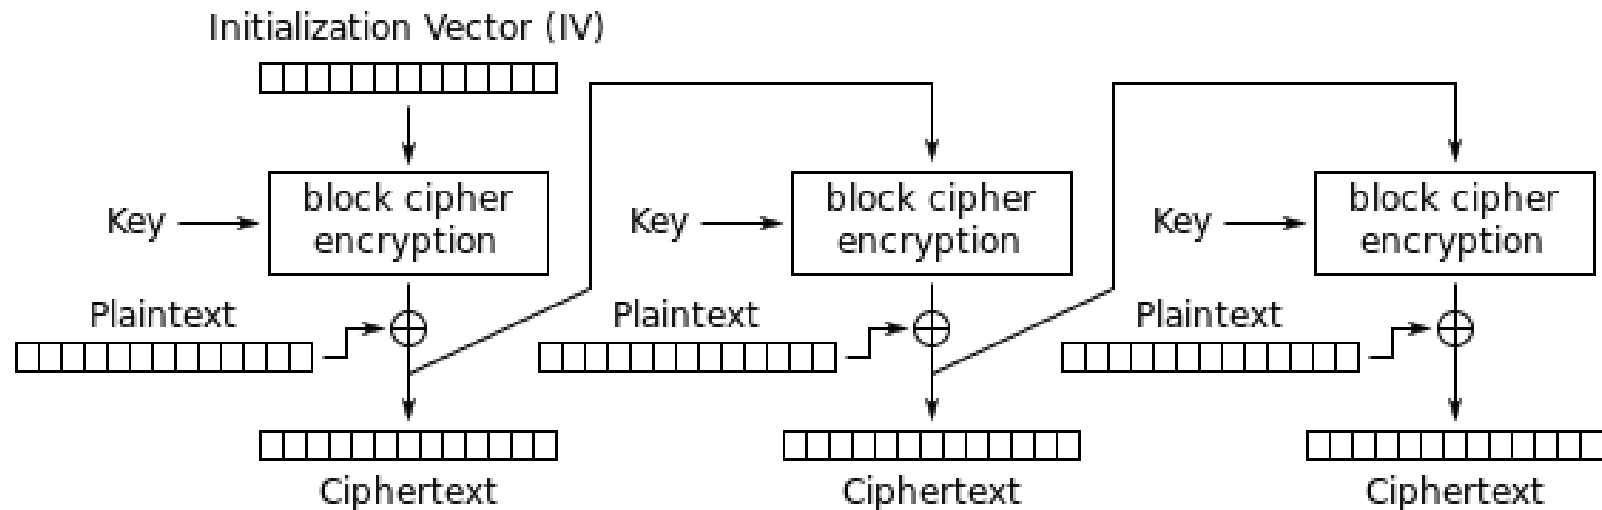 Initialization Vector (IV)
Key
block cipher
encryption
Key
block cipher
encryption
Key
block cipher
encryption
Plaintext
Plaintext
Plaintext
Ciphertext
Ciphertext
Ciphertext